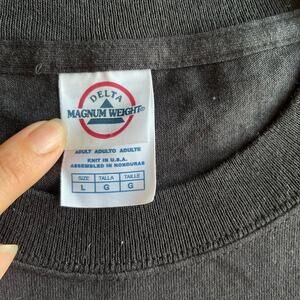 DELTA
MAGNUM WEIGHT®
ADULT ADULTO ADULTE
KNIT IN U.S.A.
ASSEMBLED IN HONDURAS
SIZE TALLA TAILLE
L G G